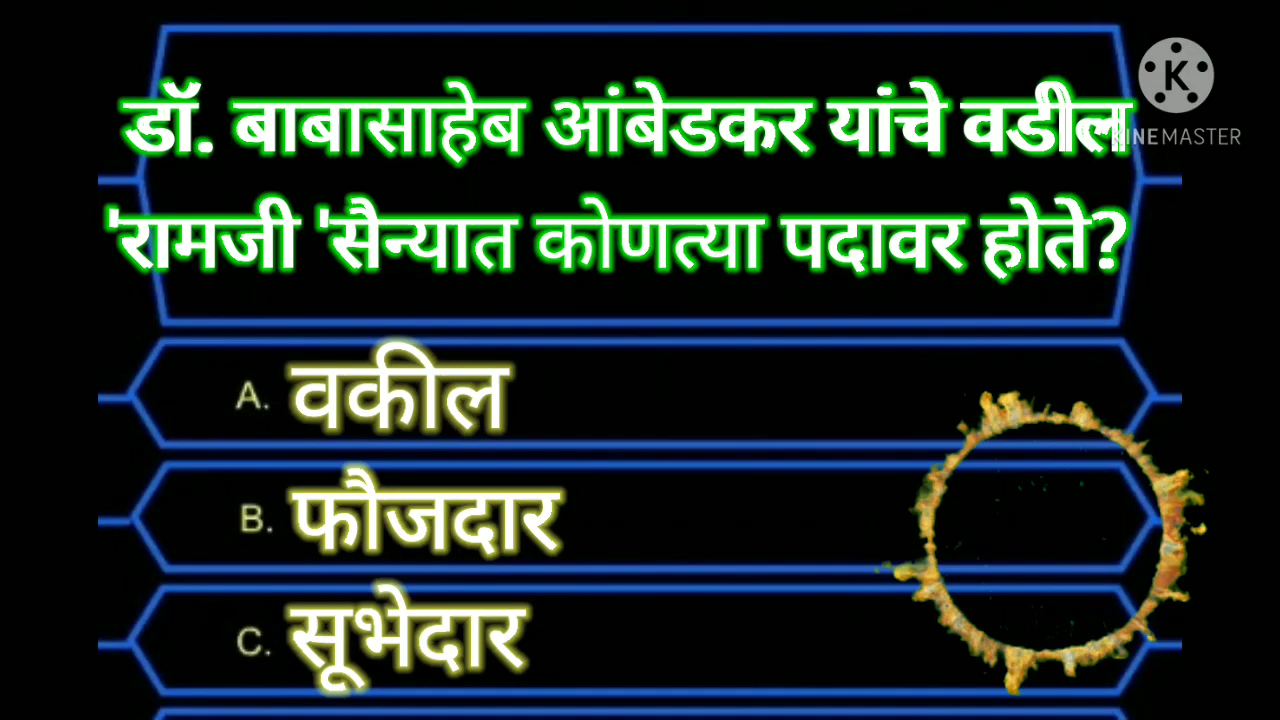 डॉ. बाबासाहेब आंबेडकर यांचे वडील
'रामजी 'सैन्यात कोणत्या पदावर होते?
K
KINEMASTER
A. वकील
B. फौजदार
C. सूभेदार